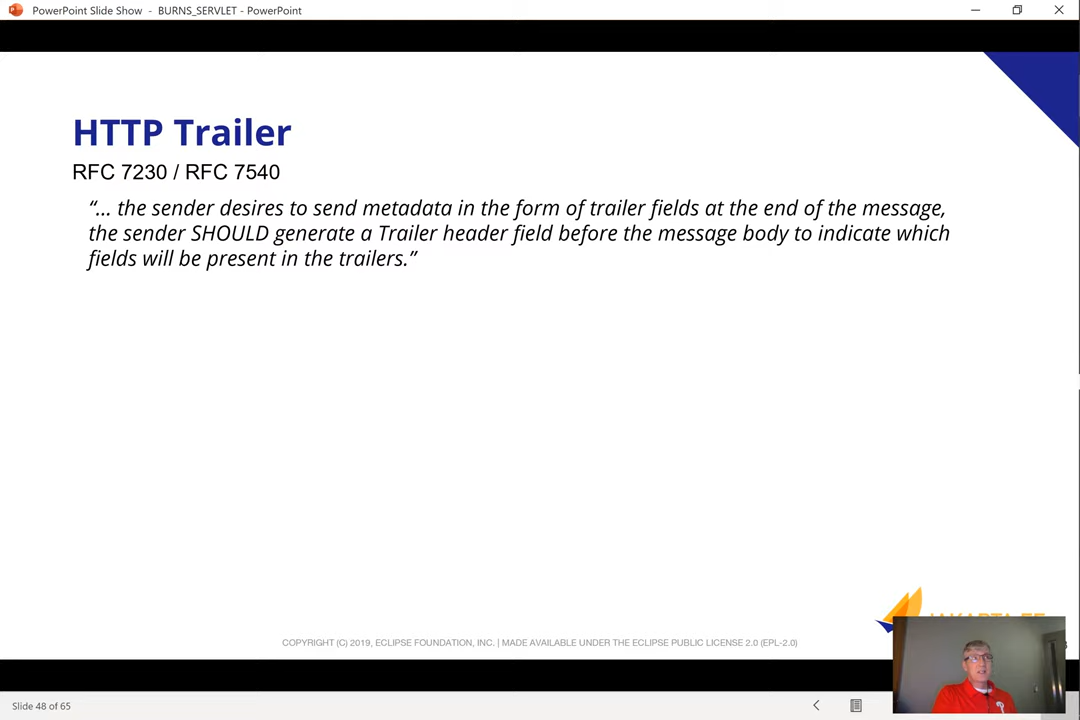 PowerPoint Slide Show - BURNS_SERVLET - PowerPoint
HTTP Trailer
RFC 7230 / RFC 7540
“... the sender desires to send metadata in the form of trailer fields at the end of the message,
the sender SHOULD generate a Trailer header field before the message body to indicate which
fields will be present in the trailers.”
COPYRIGHT (C) 2019, ECLIPSE FOUNDATION, INC. | MADE AVAILABLE UNDER THE ECLIPSE PUBLIC LICENSE 2.0 (EPL-2.0)
Slide 48 of 65